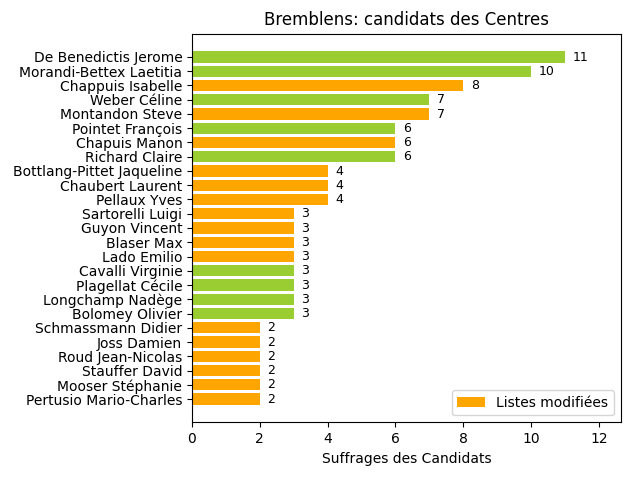 Bremblens: candidats des Centres
De Benedictis Jerome 11
Morandi-Bettex Laetitia 10
Chappuis Isabelle 8
Weber Céline 7
Montandon Steve 7
Pointet François 6
Chapuis Manon 6
Richard Claire 6
Bottlang-Pittet Jaqueline 4
Chaubert Laurent 4
Pellaux Yves 4
Sartorelli Luigi 3
Guyon Vincent 3
Blaser Max 3
Lado Emilio 3
Cavalli Virginie 3
Plagellat Cécile 3
Longchamp Nadège 3
Bolomey Olivier 3
Schmassmann Didier 2
Joss Damien 2
Roud Jean-Nicolas 2
Stauffer David 2
Mooser Stéphanie 2
Pertusio Mario-Charles 2
Listes modifiées
0 2 4 6 8 10 12
Suffrages des Candidats